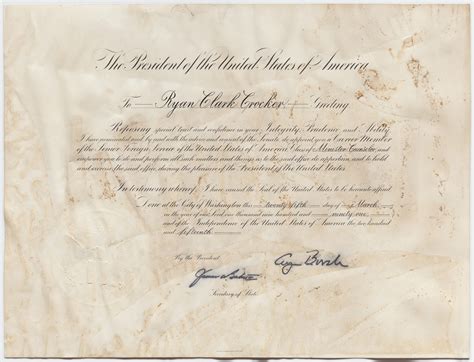 The President of the United States of America
To Ryan Clark Crocker, Greeting
Reposing special trust and confidence in your Integrity, Prudence and Ability
I have nominated and by and with the advice and consent of the Senate do appoint you a Career Member
of the Senior Foreign Service of the United States of America Class of Minister-Counselor and
empower you to do and perform all such matters and things as to the said office do appertain, and to hold
and exercise the said office during the pleasure of the President of the United States.
In testimony whereof, I have caused the Seal of the United States to be hereunto affixed
Done at the City of Washington this twenty-fifth day of March
in the year of our Lord one thousand nine hundred and ninety-one and
of the Independence of the United States of America the two hundred
and fifteenth
By the President
Secretary of State